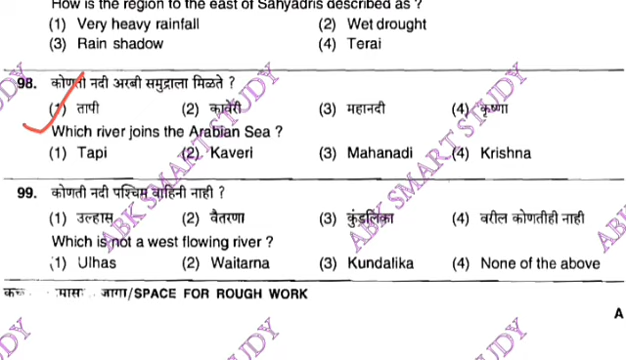 How is the region to the east of Sahyadris described as ?
(1) Very heavy rainfall (2) Wet drought
(3) Rain shadow (4) Terai
98. कोणती नदी अरबी समुद्राला मिळते ?
(1) तापी (2) कावेरी (3) महानदी (4) कृष्णा
Which river joins the Arabian Sea ?
(1) Tapi (2) Kaveri (3) Mahanadi (4) Krishna
99. कोणती नदी पश्चिम वाहिनी नाही ?
(1) उल्हास (2) वैतरणा (3) कुंडलिका (4) वरील कोणतीही नाही
Which is not a west flowing river ?
(1) Ulhas (2) Waitarna (3) Kundalika (4) None of the above
जागा/SPACE FOR ROUGH WORK
A
ABK SMART STUDY
ABK SMART STUDY